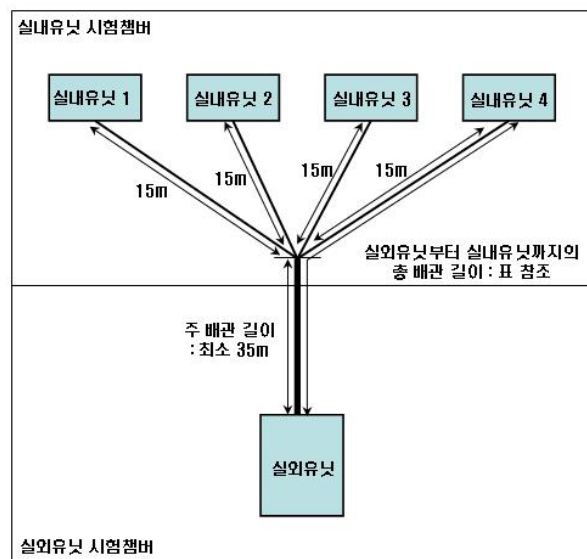 실내유닛 시험챔버
실내유닛 1
실내유닛 2
실내유닛 3
실내유닛 4
15m
15m
15m
15m
실외유닛부터 실내유닛까지의
총 배관 길이 : 표 참조
주 배관 길이
: 최소 35m
실외유닛
실외유닛 시험챔버